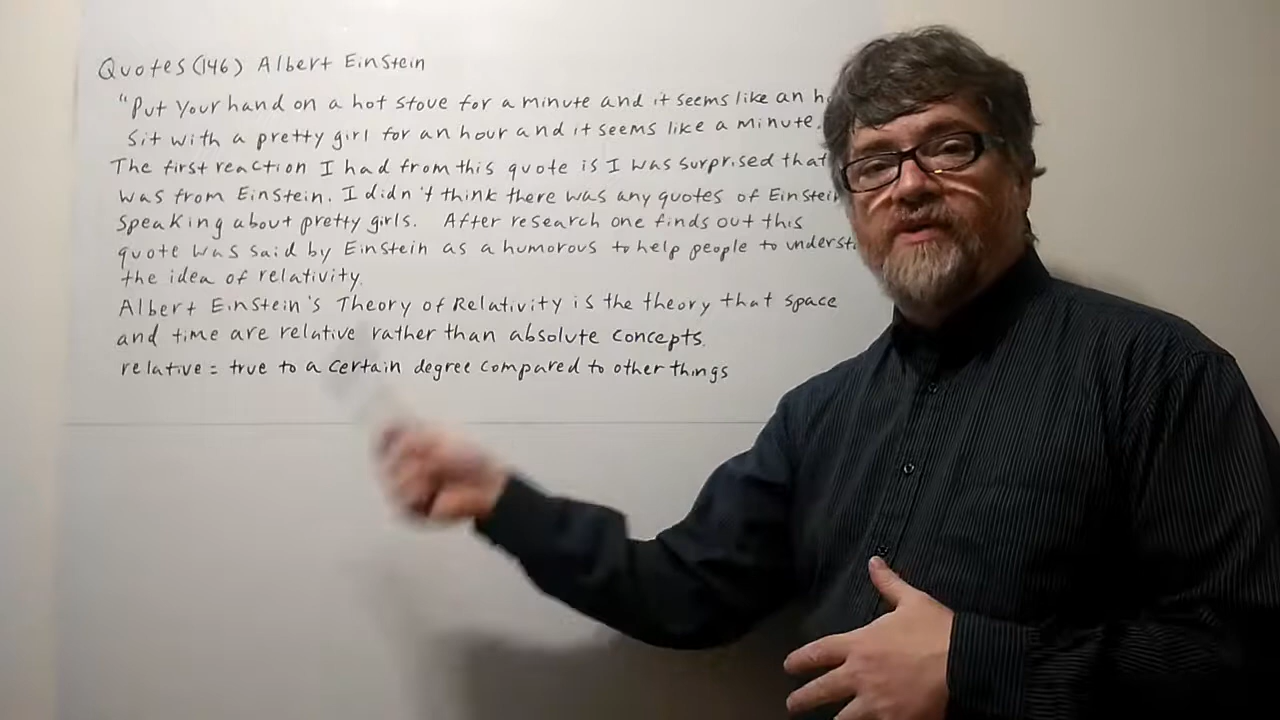 Quotes (146) Albert Einstein
"Put your hand on a hot stove for a minute and it seems like an
Sit with a pretty girl for an hour and it seems like a minute.
The first reaction I had from this quote is I was surprised that
was from Einstein. I didn't think there was any quotes of Einstein
speaking about pretty girls. After research one finds out this
quote was said by Einstein as a humorous to help people to
the idea of relativity.
Albert Einstein's Theory of Relativity is the theory that space
and time are relative rather than absolute concepts.
relative = true to a certain degree compared to other things